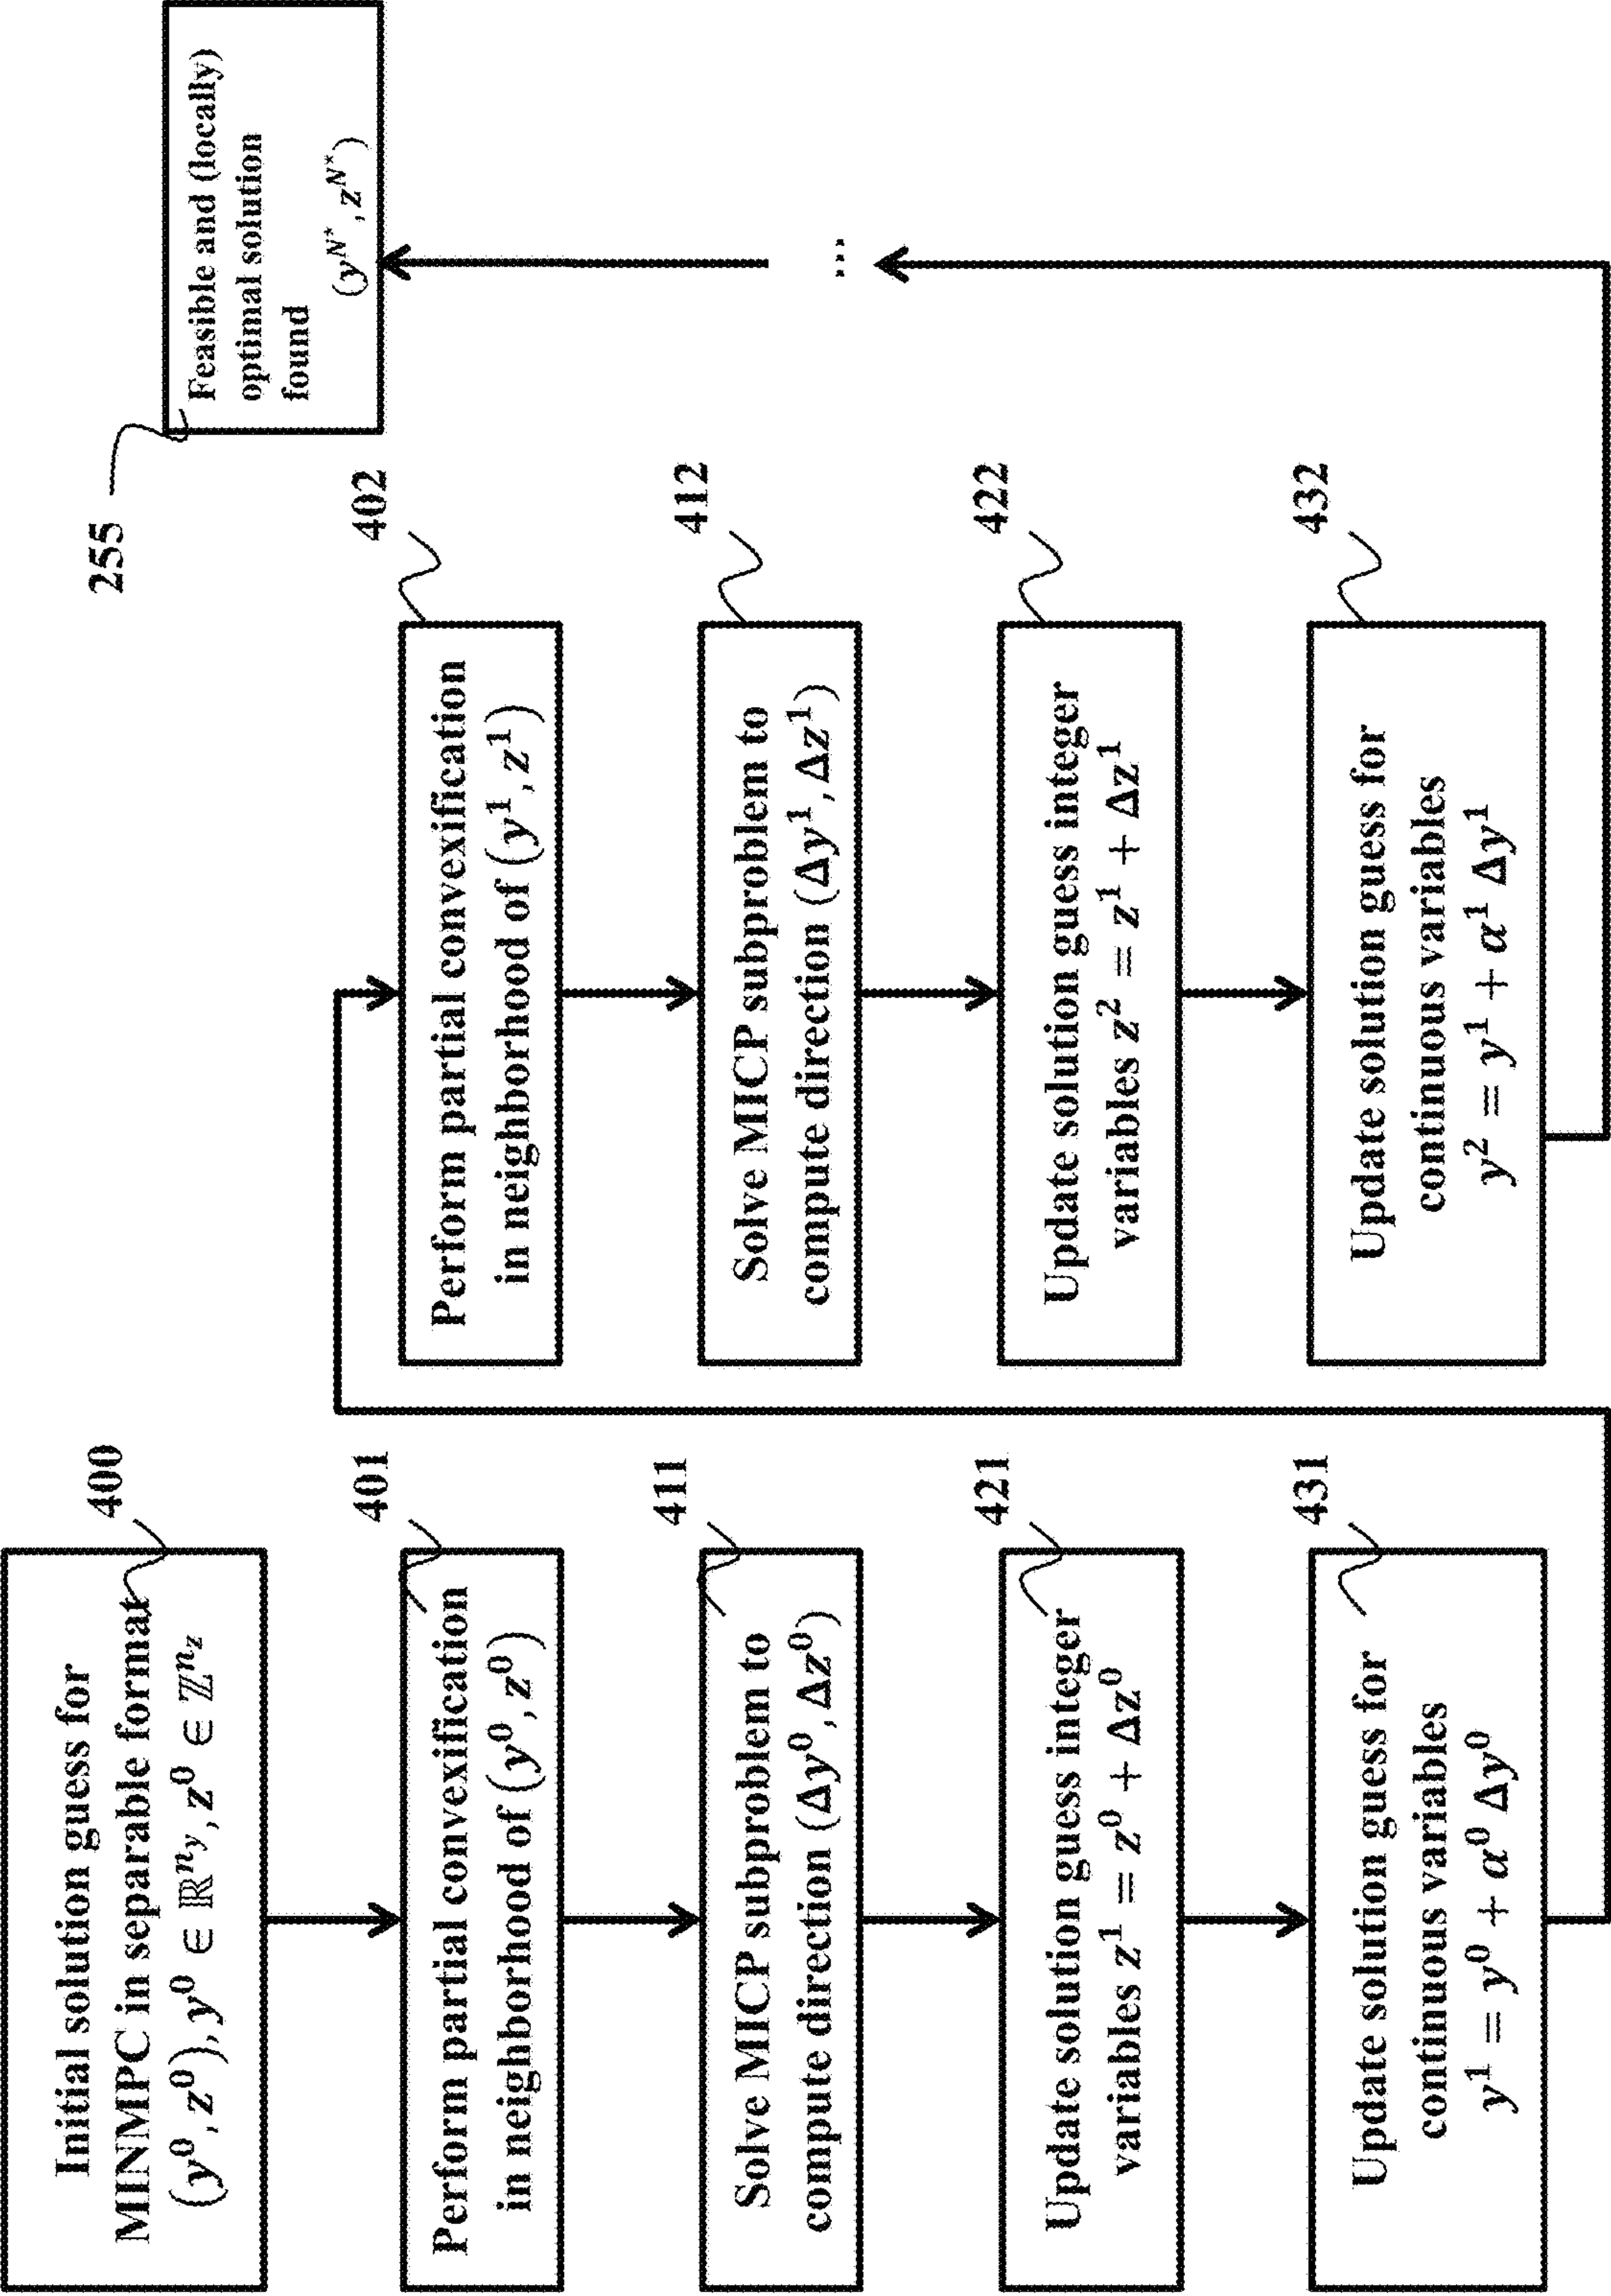 Initial solution guess for
MINMPC in separable format
(y⁰, z⁰), y⁰ ∈ ℝⁿʸ, z⁰ ∈ ℤⁿᶻ
400
Perform partial convexification
in neighborhood of (y⁰, z⁰)
401
Solve MICP subproblem to
compute direction (Δy⁰, Δz⁰)
411
Update solution guess integer
variables z¹ = z⁰ + Δz⁰
421
Update solution guess for
continuous variables
y¹ = y⁰ + α⁰ Δy⁰
431
Perform partial convexification
in neighborhood of (y¹, z¹)
402
Solve MICP subproblem to
compute direction (Δy¹, Δz¹)
412
Update solution guess integer
variables z² = z¹ + Δz¹
422
Update solution guess for
continuous variables
y² = y¹ + α¹ Δy¹
432
...
Feasible and (locally)
optimal solution
found
(yᴺ*, zᴺ*)
255